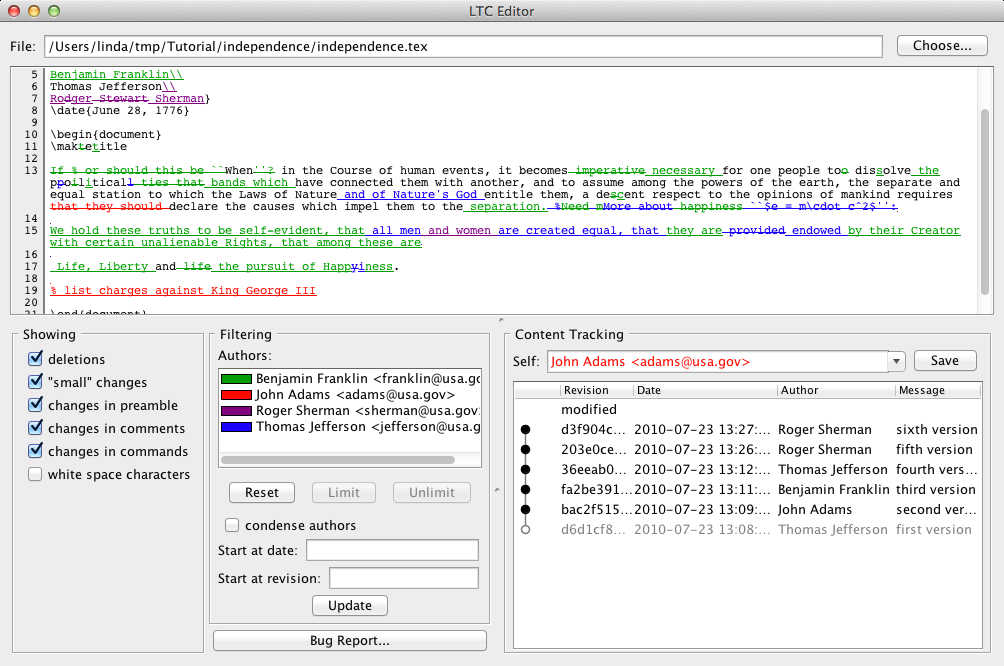 LTC Editor
File: /Users/linda/tmp/Tutorial/independence/independence.tex Choose...
5 Benjamin Franklin\\
6 Thomas Jefferson\\
7 Rodger Stewart Sherman}
8 \date{June 28, 1776}
9
10 \begin{document}
11 \maktetitle
12
13 If % or should this be ``When''? in the Course of human events, it becomes imperative necessary for one people too dissolve the
ppoilitical ties that bands which have connected them with another, and to assume among the powers of the earth, the separate and
equal station to which the Laws of Nature and of Nature's God entitle them, a descent respect to the opinions of mankind requires
that they should declare the causes which impel them to the separation. %Need mMore about happiness ``$e = m\cdot c^2$'':
14
15 We hold these truths to be self-evident, that all men and women are created equal, that they are provided endowed by their Creator
with certain unalienable Rights, that among these are
16
17 Life, Liberty and life the pursuit of Happyiness.
18
19 % list charges against King George III
20
21 \end{document}
Showing
deletions
"small" changes
changes in preamble
changes in comments
changes in commands
white space characters
Filtering
Authors:
Benjamin Franklin <franklin@usa.go
John Adams <adams@usa.gov>
Roger Sherman <sherman@usa.gov
Thomas Jefferson <jefferson@usa.g
Reset Limit Unlimit
condense authors
Start at date:
Start at revision:
Update
Bug Report...
Content Tracking
Self: John Adams <adams@usa.gov> Save
Revision Date Author Message
modified
d3f904c... 2010-07-23 13:27:... Roger Sherman sixth version
203e0ce... 2010-07-23 13:26:... Roger Sherman fifth version
36eeab0... 2010-07-23 13:12:... Thomas Jefferson fourth vers...
fa2be391... 2010-07-23 13:11:... Benjamin Franklin third version
bac2f515... 2010-07-23 13:09:... John Adams second ver...
d6d1cf8... 2010-07-23 13:08:... Thomas Jefferson first version